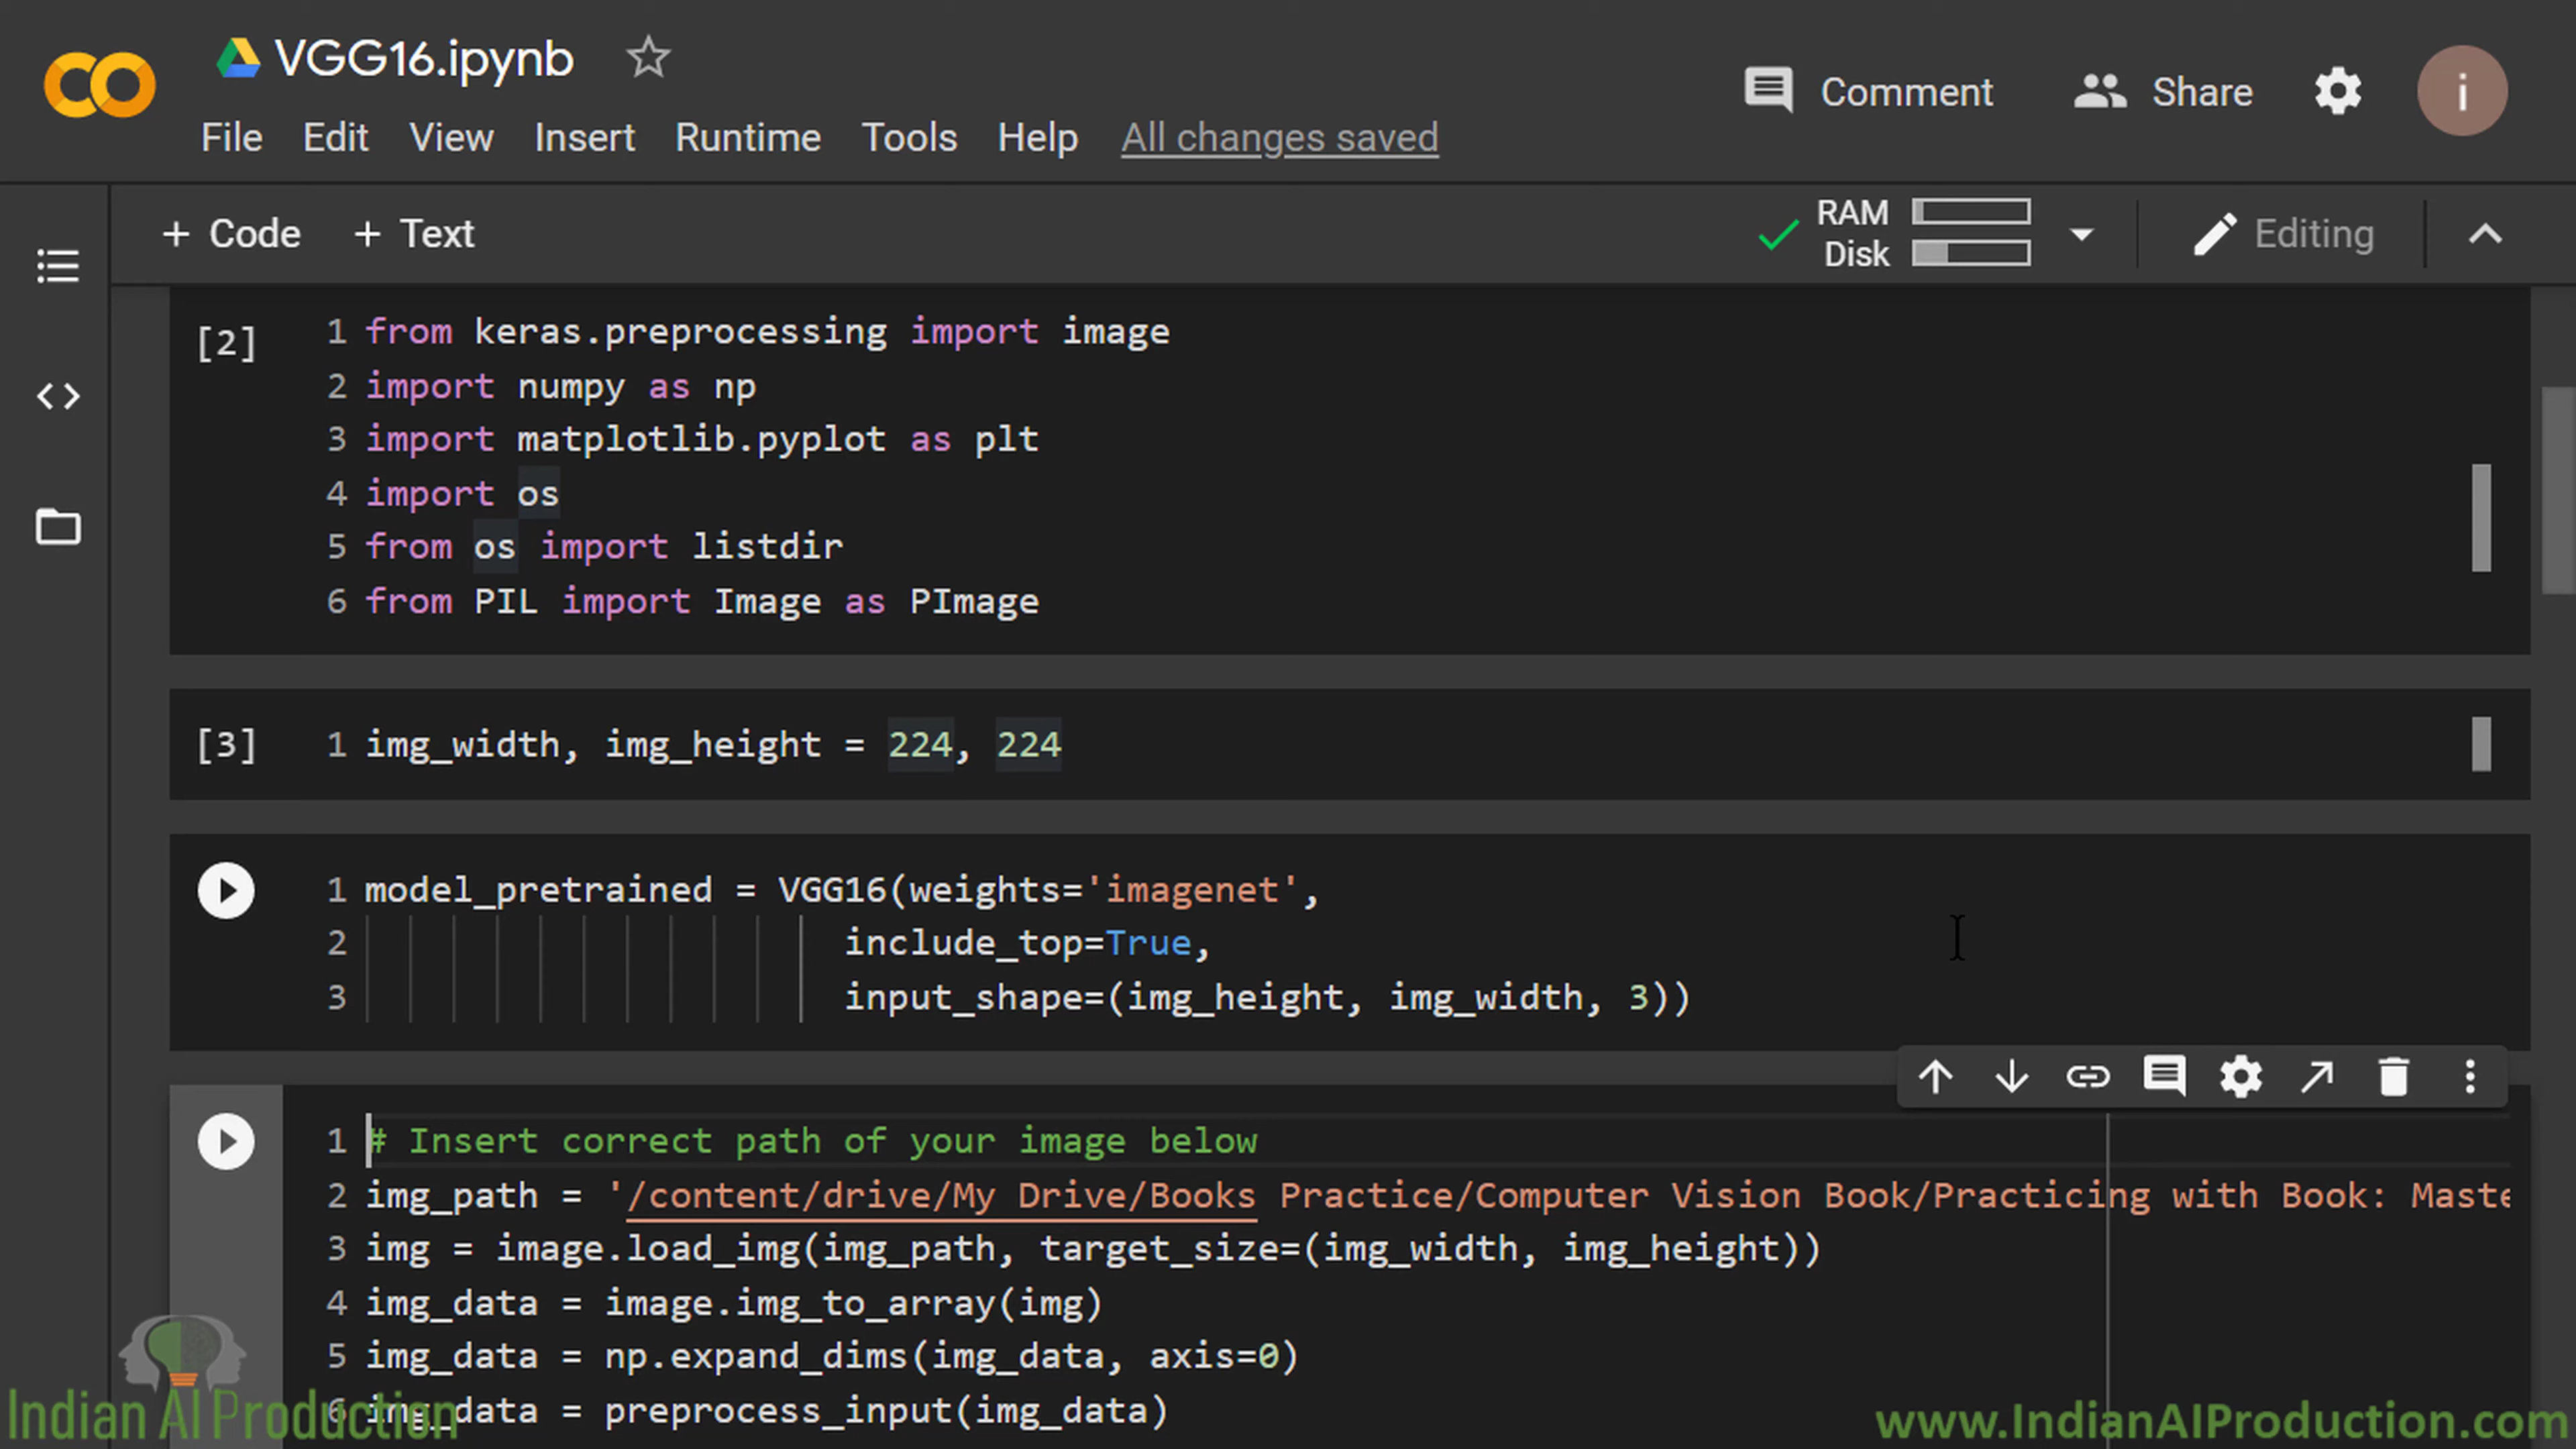 VGG16.ipynb
Comment
Share
i
File Edit View Insert Runtime Tools Help All changes saved
+ Code + Text
RAM
Disk
Editing
[2]
1 from keras.preprocessing import image
2 import numpy as np
3 import matplotlib.pyplot as plt
4 import os
5 from os import listdir
6 from PIL import Image as PImage
[3]
1 img_width, img_height = 224, 224
1 model_pretrained = VGG16(weights='imagenet',
2 include_top=True,
3 input_shape=(img_height, img_width, 3))
1 # Insert correct path of your image below
2 img_path = '/content/drive/My Drive/Books Practice/Computer Vision Book/Practicing with Book: Maste
3 img = image.load_img(img_path, target_size=(img_width, img_height))
4 img_data = image.img_to_array(img)
5 img_data = np.expand_dims(img_data, axis=0)
6 img_data = preprocess_input(img_data)
Indian AI Production
www.IndianAIProduction.com